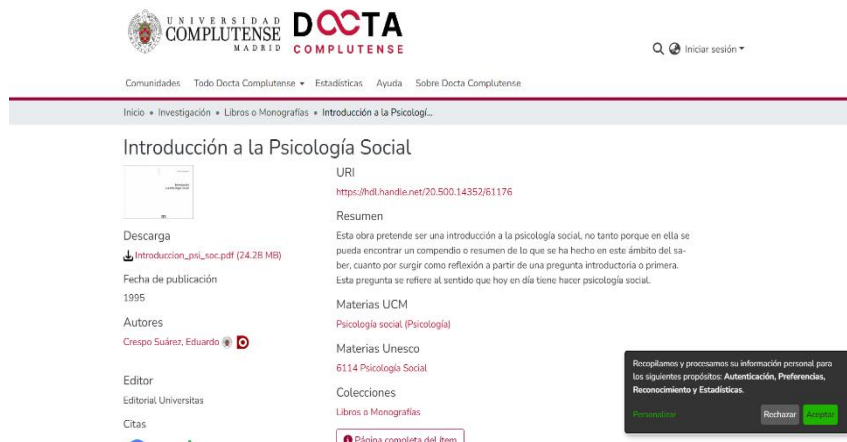 UNIVERSIDAD
COMPLUTENSE
MADRID
DOCTA
COMPLUTENSE
Iniciar sesión
Comunidades Todo Docta Complutense Estadísticas Ayuda Sobre Docta Complutense
Inicio • Investigación • Libros o Monografías • Introducción a la Psicologí...
Introducción a la Psicología Social
Descarga
Introduccion_psi_soc.pdf (24.28 MB)
Fecha de publicación
1995
Autores
Crespo Suárez, Eduardo
Editor
Editorial Universitas
Citas
URI
https://hdl.handle.net/20.500.14352/61176
Resumen
Esta obra pretende ser una introducción a la psicología social, no tanto porque en ella se
pueda encontrar un compendio o resumen de lo que se ha hecho en este ámbito del sa-
ber, cuanto por surgir como reflexión a partir de una pregunta introductoria o primera.
Esta pregunta se refiere al sentido que hoy en día tiene hacer psicología social.
Materias UCM
Psicología social (Psicología)
Materias Unesco
6114 Psicología Social
Colecciones
Libros o Monografías
Página completa del ítem
Recopilamos y procesamos su información personal para
los siguientes propósitos: Autenticación, Preferencias,
Reconocimiento y Estadísticas.
Personalizar
Rechazar
Aceptar